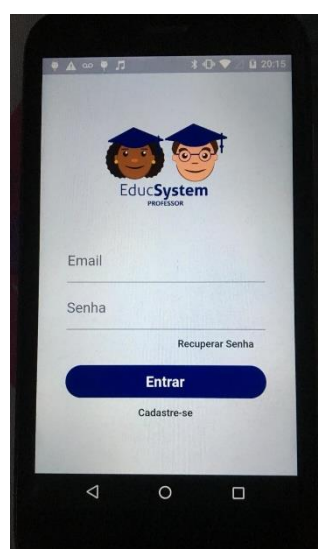 20:15
EducSystem
PROFESSOR
Email
Senha
Recuperar Senha
Entrar
Cadastre-se